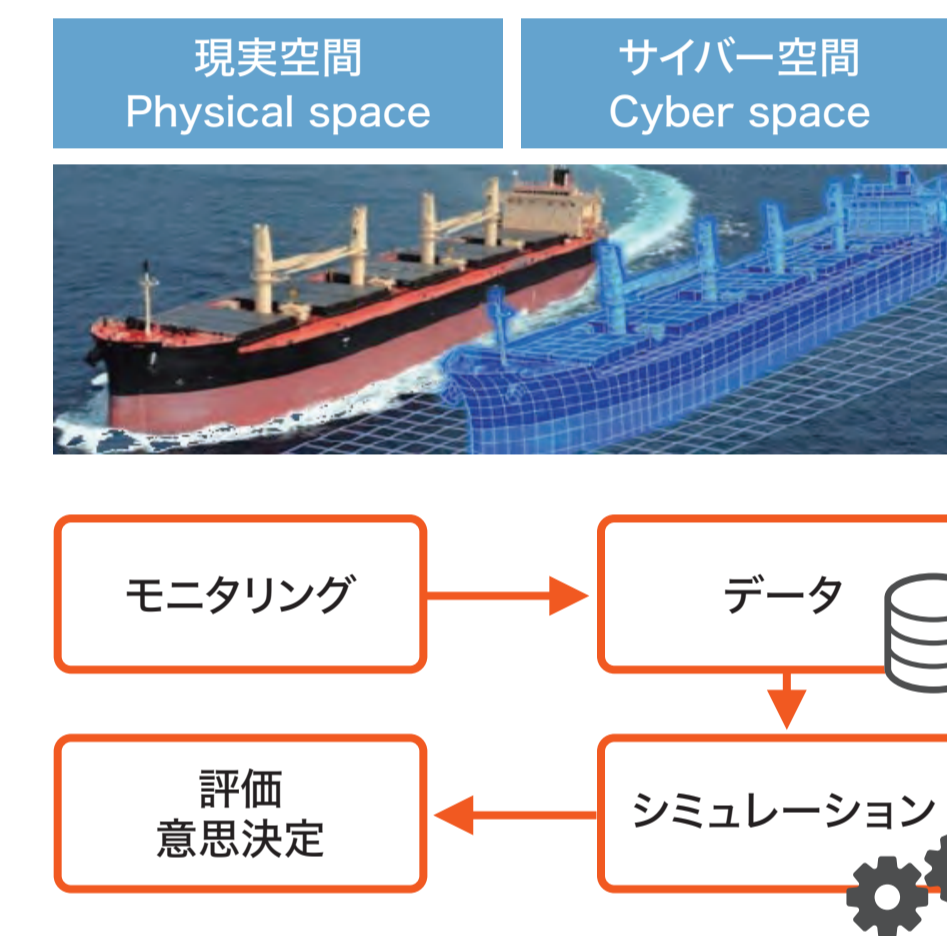 現実空間
Physical space
サイバー空間
Cyber space
モニタリング
データ
評価
意思決定
シミュレーション